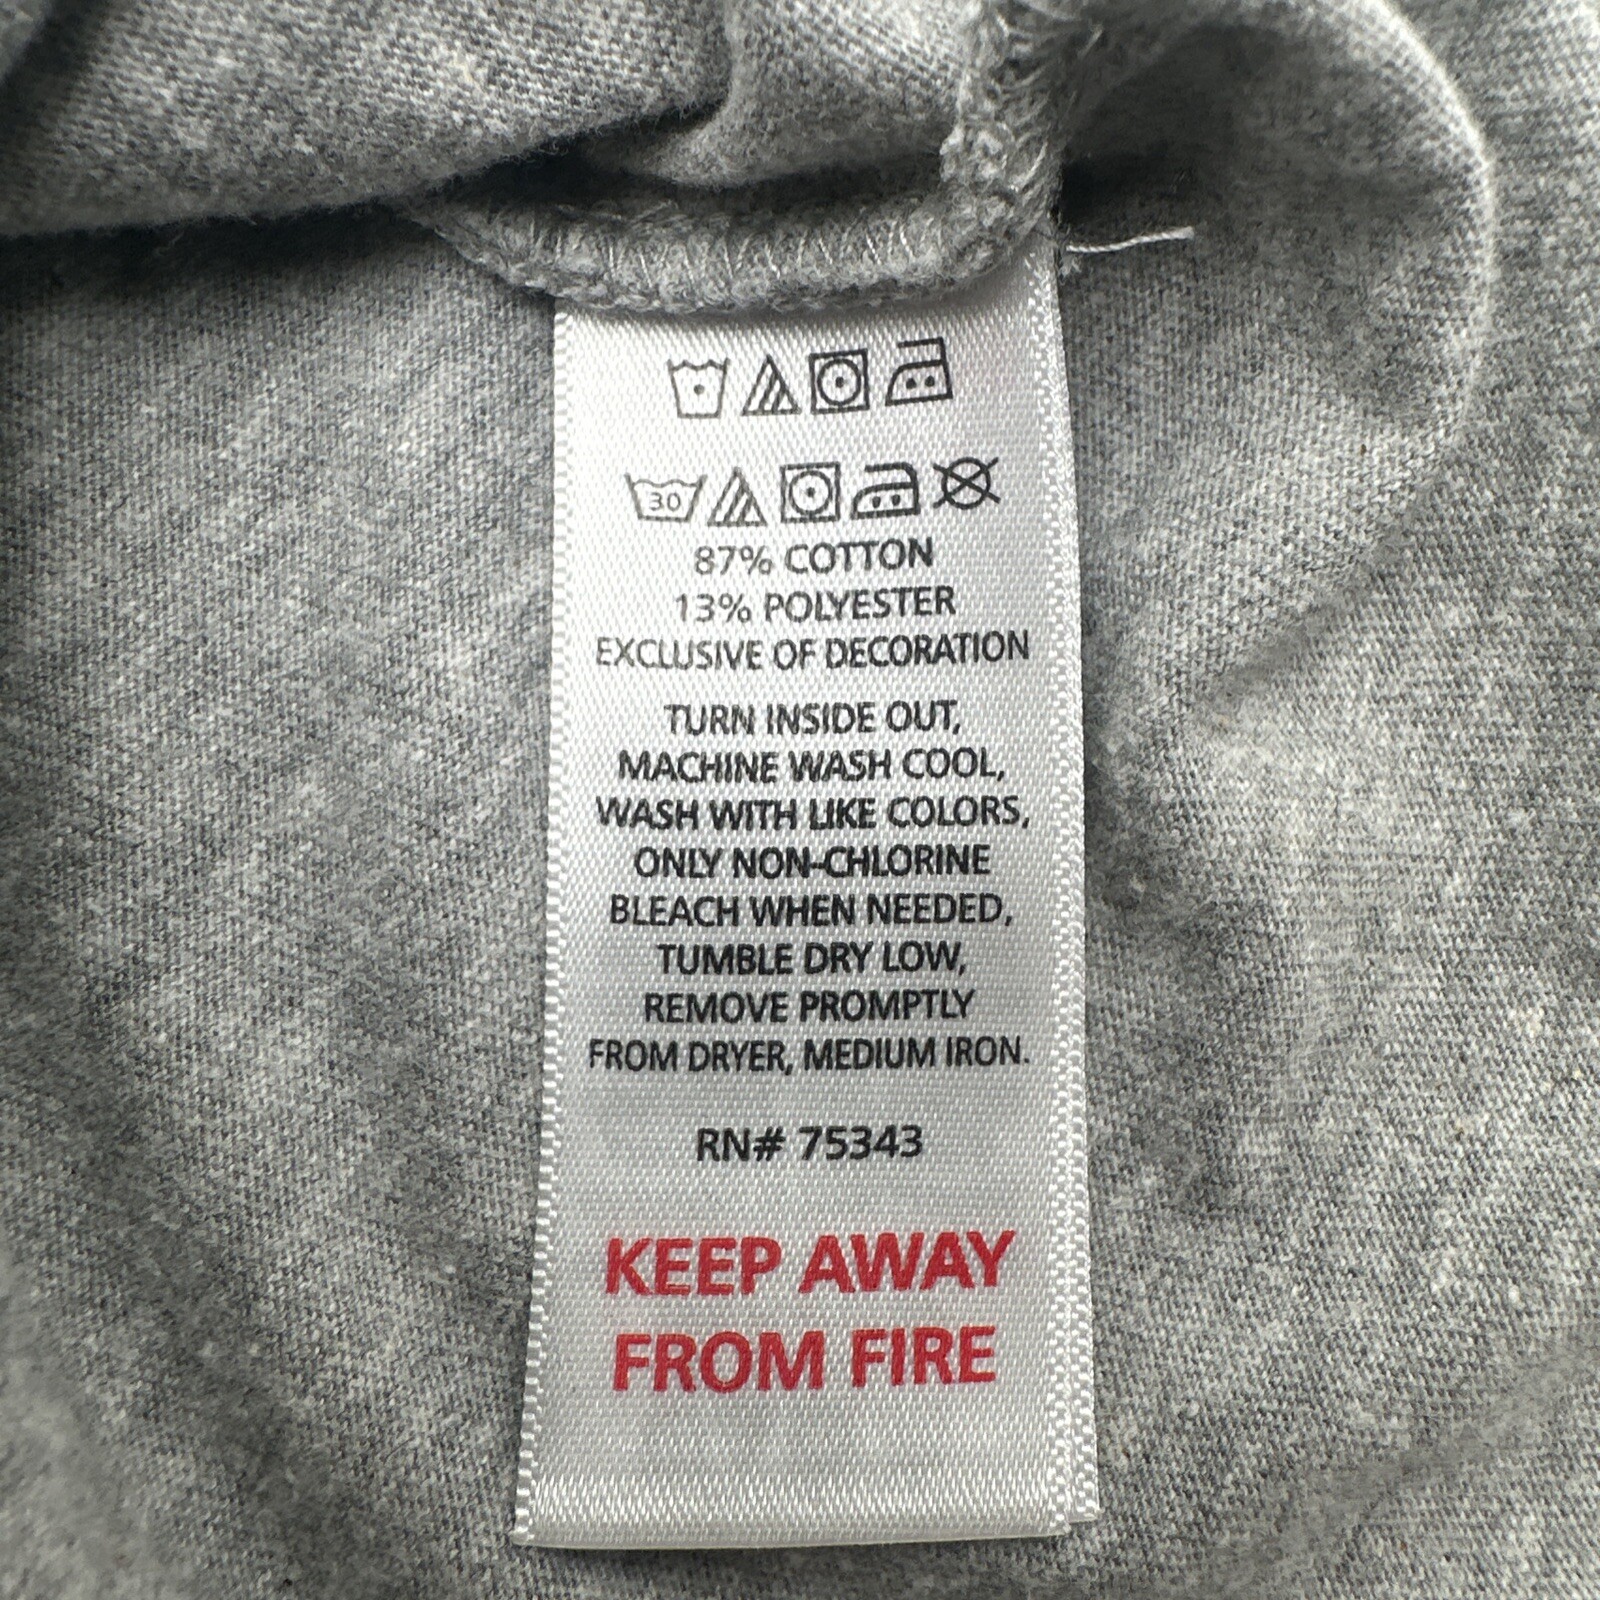 30
87% COTTON
13% POLYESTER
EXCLUSIVE OF DECORATION
TURN INSIDE OUT,
MACHINE WASH COOL,
WASH WITH LIKE COLORS,
ONLY NON-CHLORINE
BLEACH WHEN NEEDED,
TUMBLE DRY LOW,
REMOVE PROMPTLY
FROM DRYER, MEDIUM IRON.
RN# 75343
KEEP AWAY
FROM FIRE